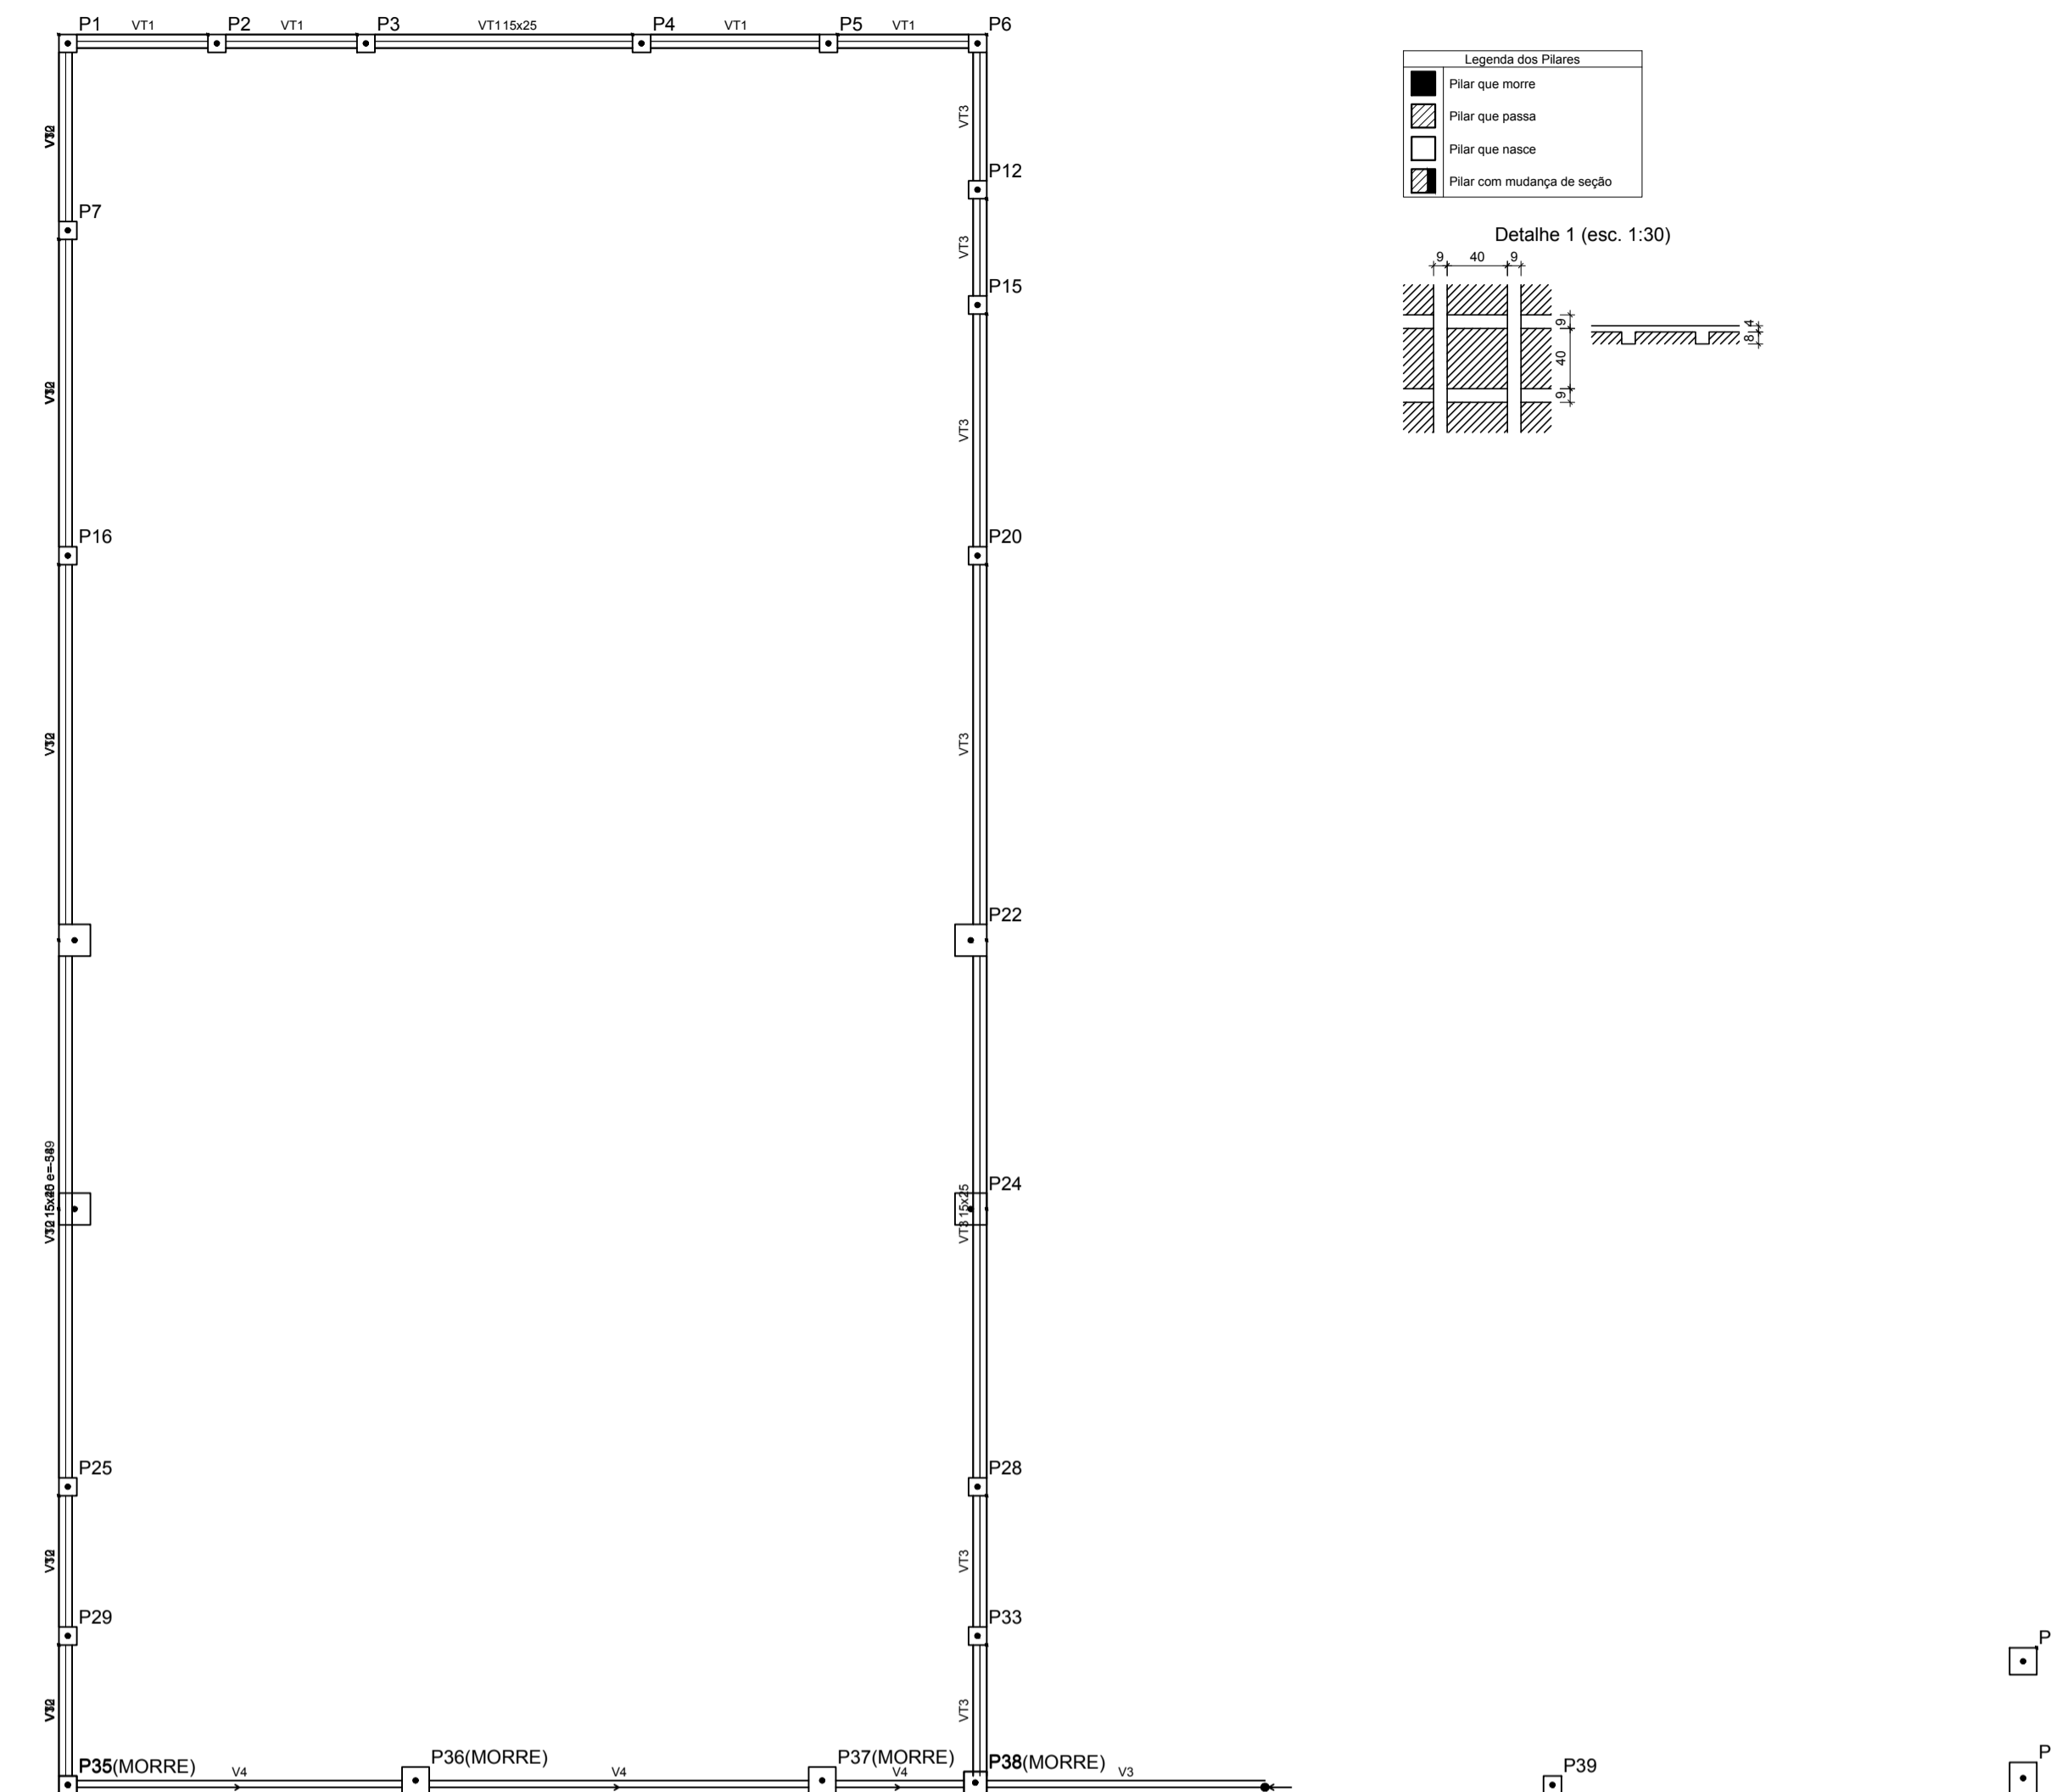 P1 VT1 P2 VT1 P3 VT1 15x25 P4 VT1 P5 VT1 P6
Legenda dos Pilares
Pilar que morre
Pilar que passa
Pilar que nasce
Pilar com mudança de seção
VT3
P12
P7
VT3
Detalhe 1 (esc. 1:30)
9 40 9
9
40
9
4
8
P15
VT3
P16
P20
VT3
P22
P24
VT3 15x25
P25
P28
VT3
P29
P33
P
VT3
P35(MORRE) V4 P36(MORRE) V4 P37(MORRE) V4 P38(MORRE) V3
P39
P